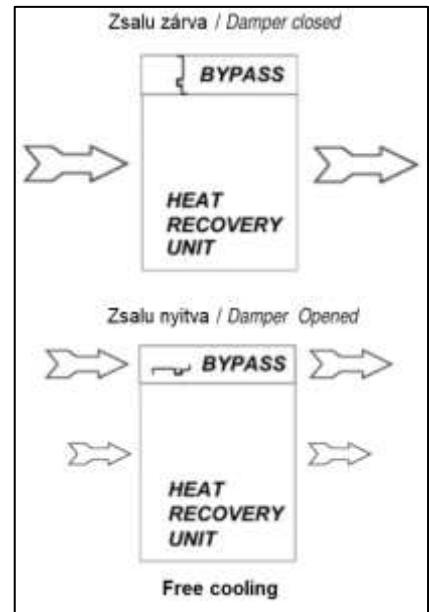 Zsalu zárva / Damper closed
BYPASS
HEAT
RECOVERY
UNIT
Zsalu nyitva / Damper Opened
BYPASS
HEAT
RECOVERY
UNIT
Free cooling